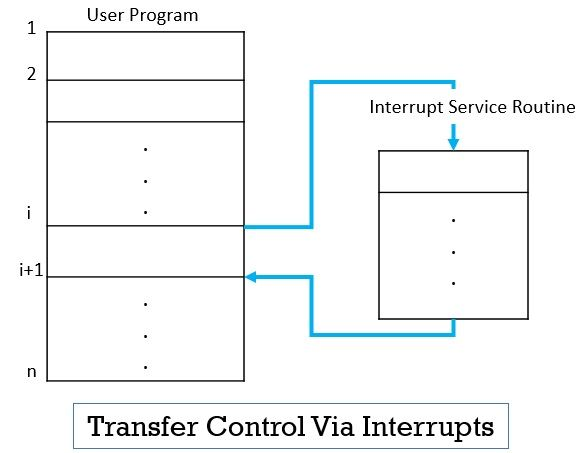 User Program
1
2
Interrupt Service Routine
i
i+1
n
Transfer Control Via Interrupts